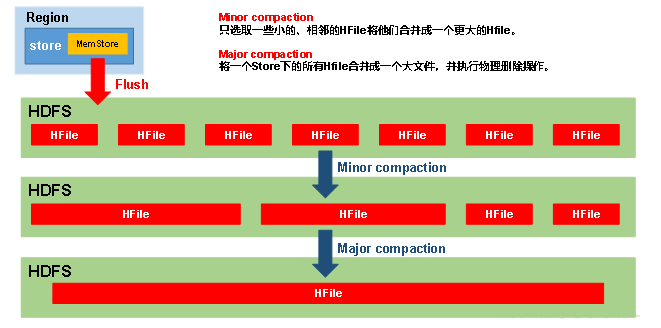 Region
store
MemStore
Flush
Minor compaction
只选取一些小的、相邻的HFile将他们合并成一个更大的Hfile。
Major compaction
将一个Store下的所有Hfile合并成一个大文件，并执行物理删除操作。
HDFS
HFile HFile HFile HFile HFile HFile HFile
Minor compaction
HDFS
HFile HFile HFile HFile
Major compaction
HDFS
HFile